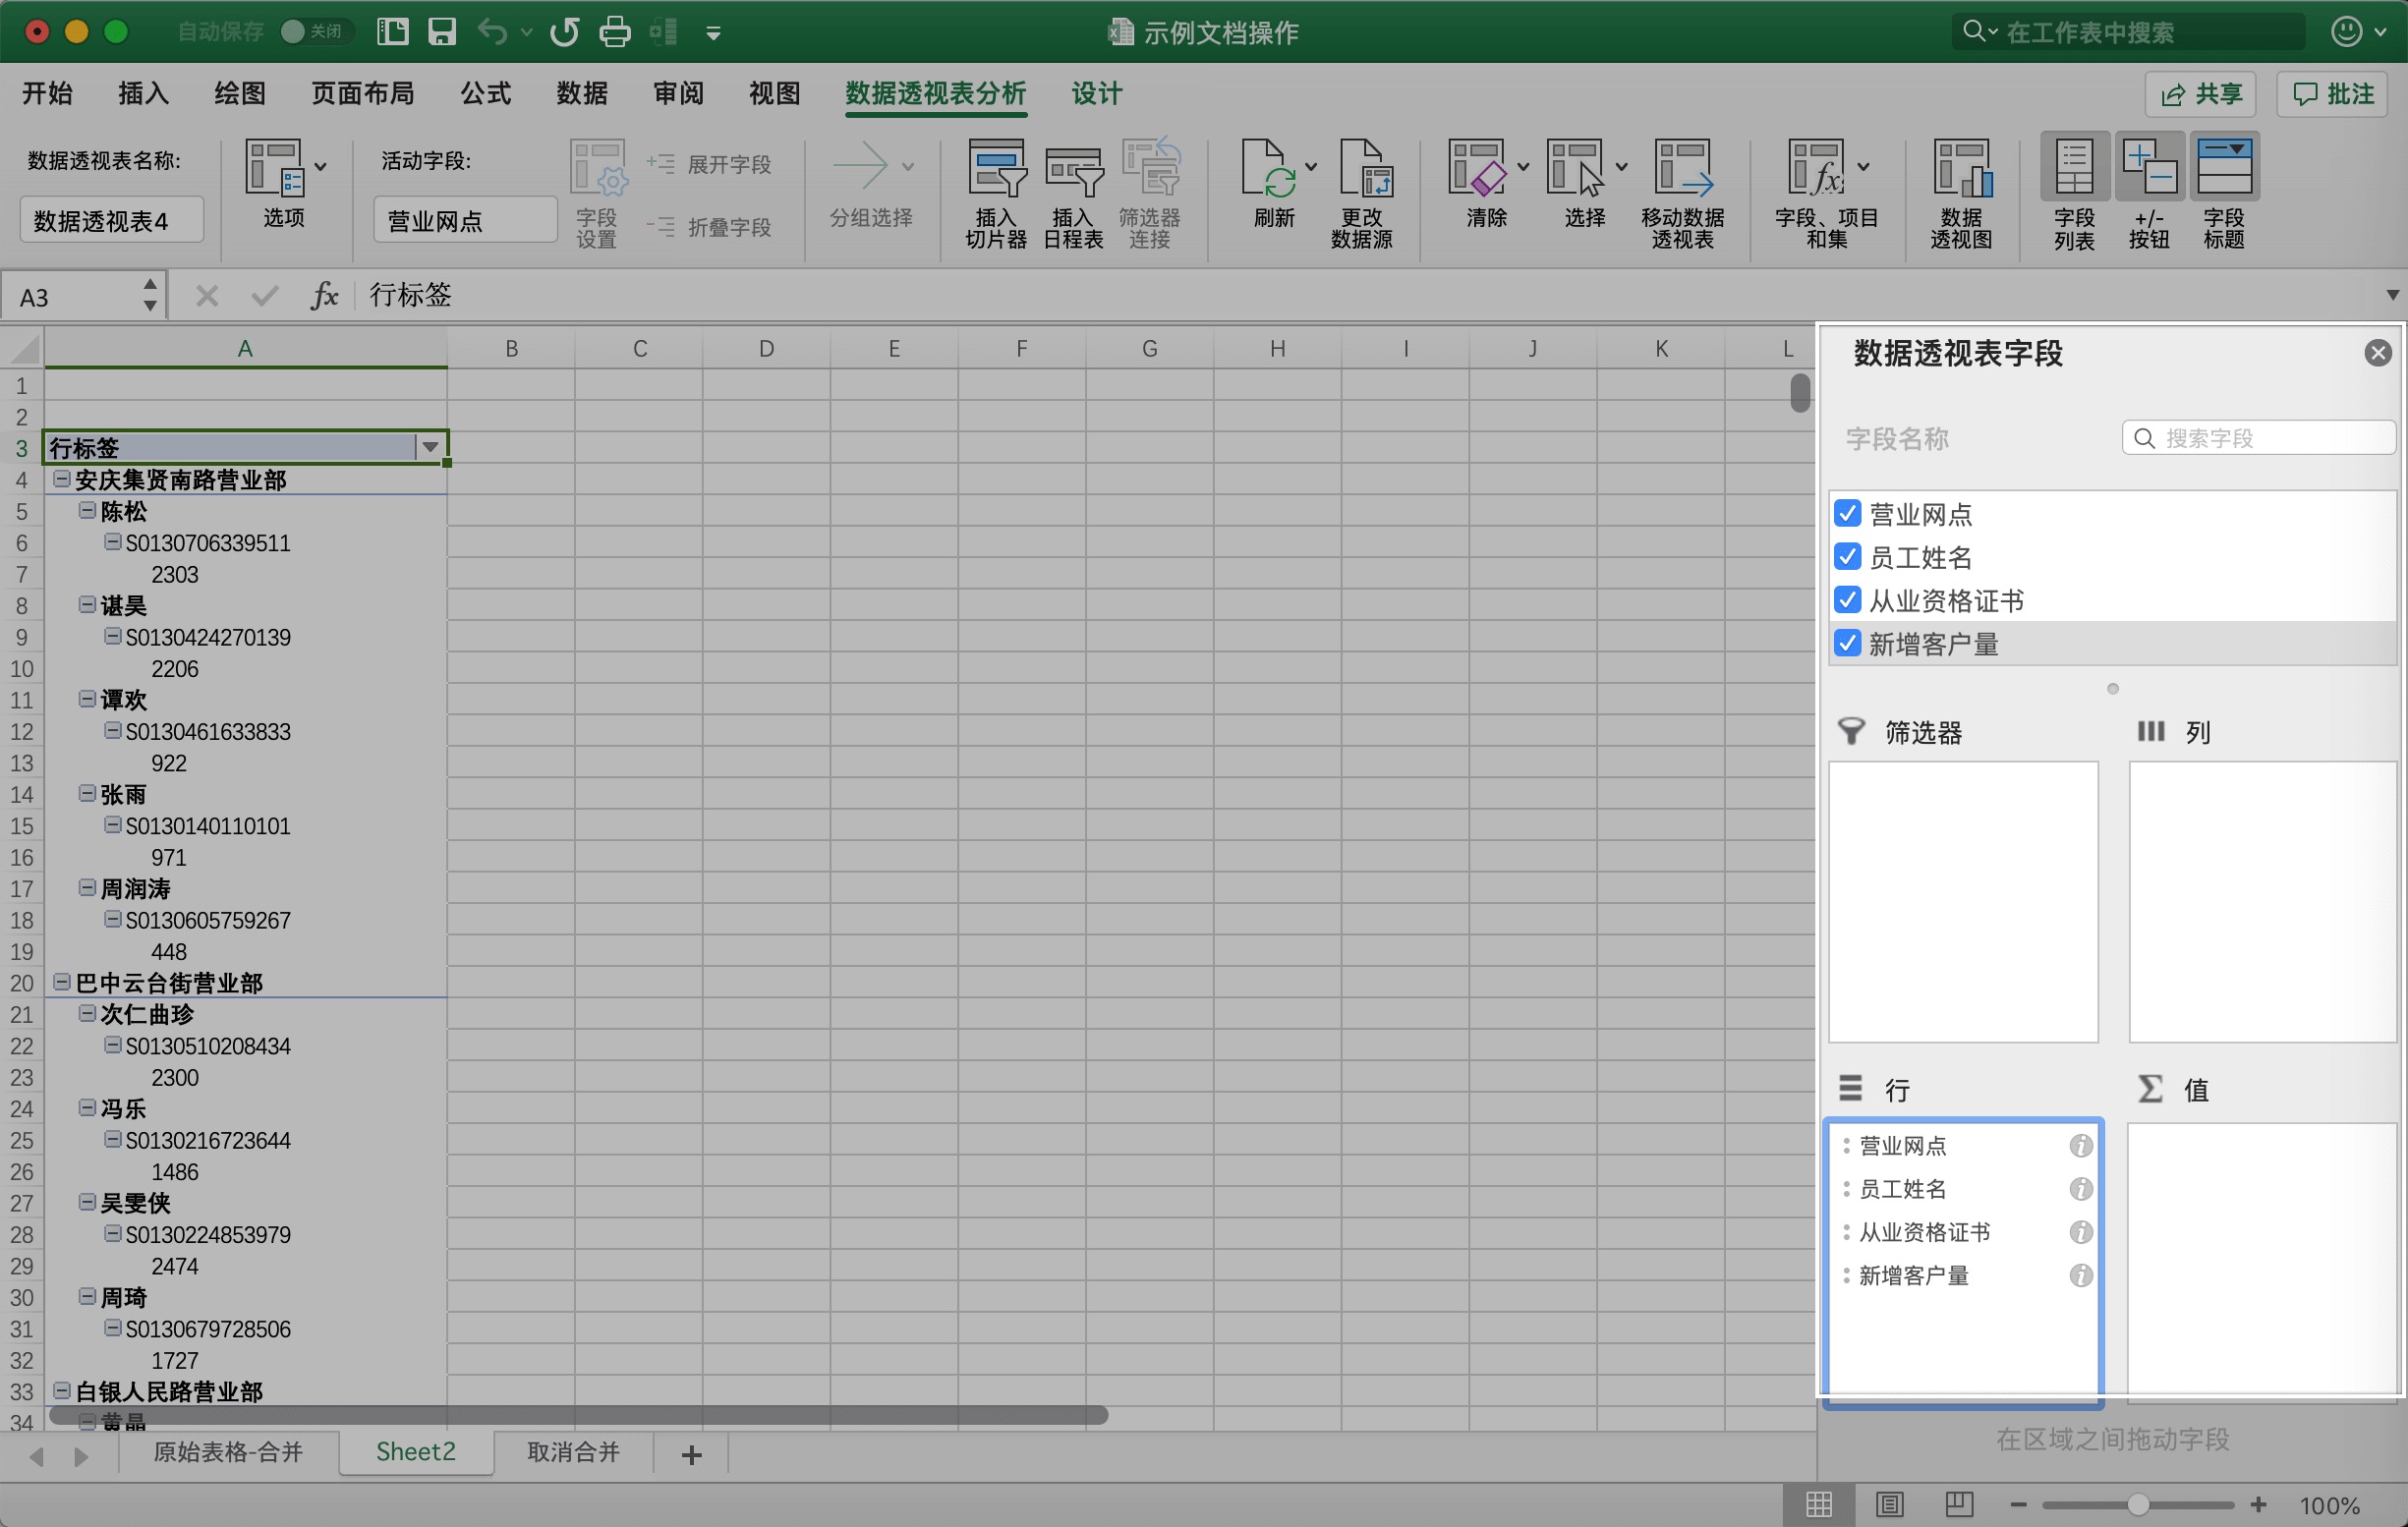 自动保存 关闭 示例文档操作 在工作表中搜索
开始 插入 绘图 页面布局 公式 数据 审阅 视图 数据透视表分析 设计 共享 批注
数据透视表名称:
数据透视表4
选项
活动字段:
营业网点
字段
设置
展开字段
折叠字段
分组选择
插入
切片器
插入
日程表
筛选器
连接
刷新
更改
数据源
清除
选择
移动数据
透视表
字段、项目
和集
数据
透视图
字段
列表
+/-
按钮
字段
标题
A3 fx 行标签
A B C D E F G H I J K L
1
2
3 行标签
4 安庆集贤南路营业部
5 陈松
6 S0130706339511
7 2303
8 谌昊
9 S0130424270139
10 2206
11 谭欢
12 S0130461633833
13 922
14 张雨
15 S0130140110101
16 971
17 周润涛
18 S0130605759267
19 448
20 巴中云台街营业部
21 次仁曲珍
22 S0130510208434
23 2300
24 冯乐
25 S0130216723644
26 1486
27 吴雯侠
28 S0130224853979
29 2474
30 周琦
31 S0130679728506
32 1727
33 白银人民路营业部
34 黄晶
数据透视表字段
字段名称 搜索字段
营业网点
员工姓名
从业资格证书
新增客户量
筛选器 列
行 值
营业网点
员工姓名
从业资格证书
新增客户量
在区域之间拖动字段
原始表格-合并 Sheet2 取消合并 +
100%